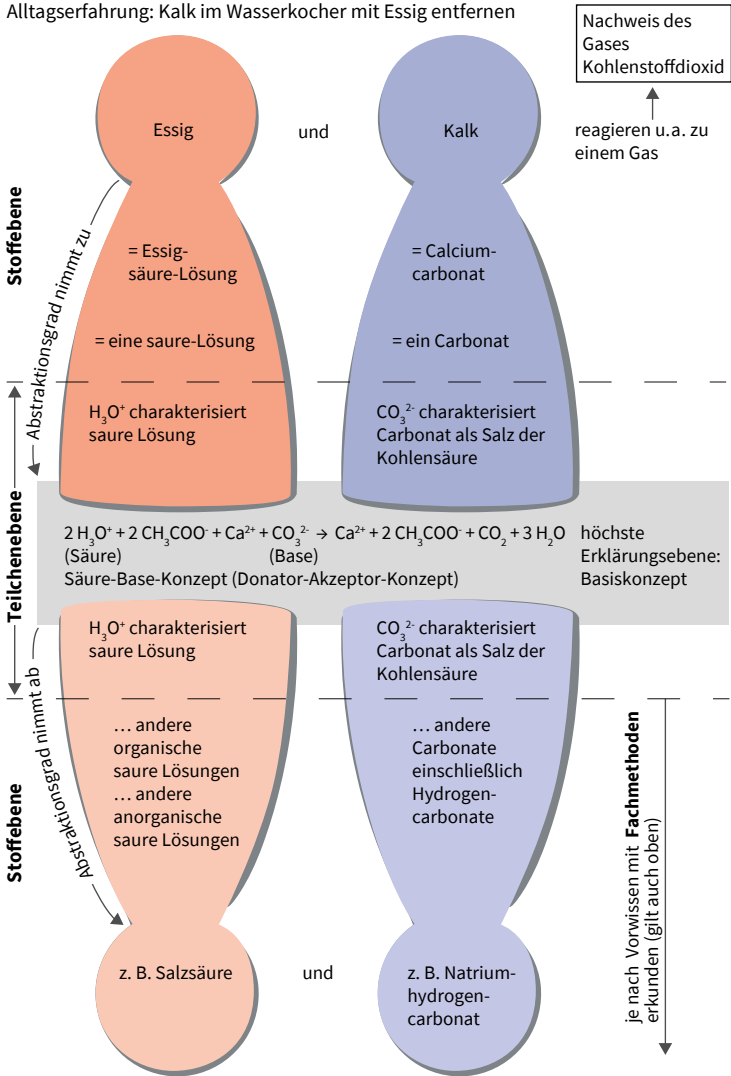 Alltagserfahrung: Kalk im Wasserkocher mit Essig entfernen
Nachweis des
Gases
Kohlenstoffdioxid
Essig
und
Kalk
reagieren u.a. zu
einem Gas
Stoffebene
Abstraktionsgrad nimmt zu
= Essig-
säure-Lösung
= Calcium-
carbonat
= eine saure-Lösung
= ein Carbonat
Teilchenebene
H₃O⁺ charakterisiert
saure Lösung
CO₃²⁻ charakterisiert
Carbonat als Salz der
Kohlensäure
2 H₃O⁺ + 2 CH₃COO⁻ + Ca²⁺ + CO₃²⁻ → Ca²⁺ + 2 CH₃COO⁻ + CO₂ + 3 H₂O
(Säure) (Base)
Säure-Base-Konzept (Donator-Akzeptor-Konzept)
höchste
Erklärungsebene:
Basiskonzept
H₃O⁺ charakterisiert
saure Lösung
CO₃²⁻ charakterisiert
Carbonat als Salz der
Kohlensäure
Stoffebene
Abstraktionsgrad nimmt ab
… andere
organische
saure Lösungen
… andere
anorganische
saure Lösungen
… andere
Carbonate
einschließlich
Hydrogen-
carbonate
je nach Vorwissen mit Fachmethoden
erkunden (gilt auch oben)
z. B. Salzsäure
und
z. B. Natrium-
hydrogen-
carbonat